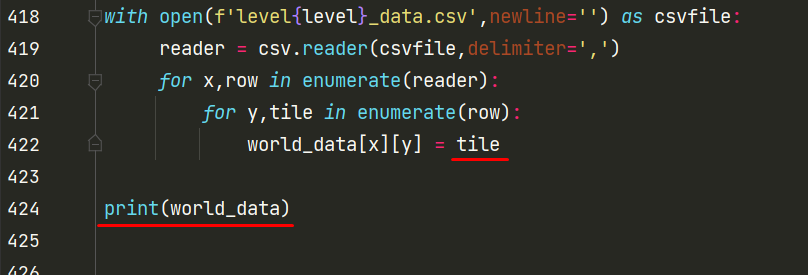 418 with open(f'level{level}_data.csv',newline='') as csvfile:
419 reader = csv.reader(csvfile,delimiter=',')
420 for x,row in enumerate(reader):
421 for y,tile in enumerate(row):
422 world_data[x][y] = tile
423
424 print(world_data)
425
426